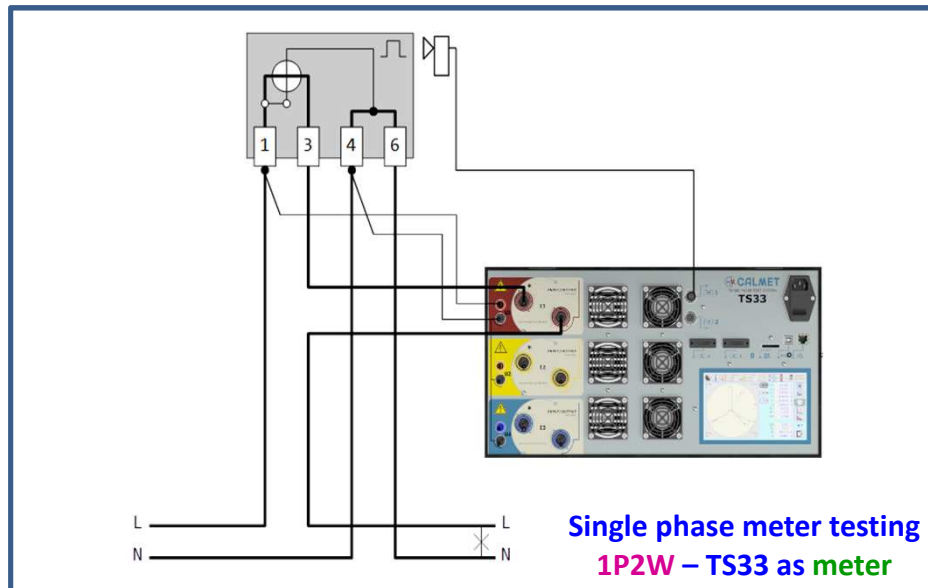 1 3 4 6
CALMET
TS33
L L
N N
Single phase meter testing
1P2W – TS33 as meter